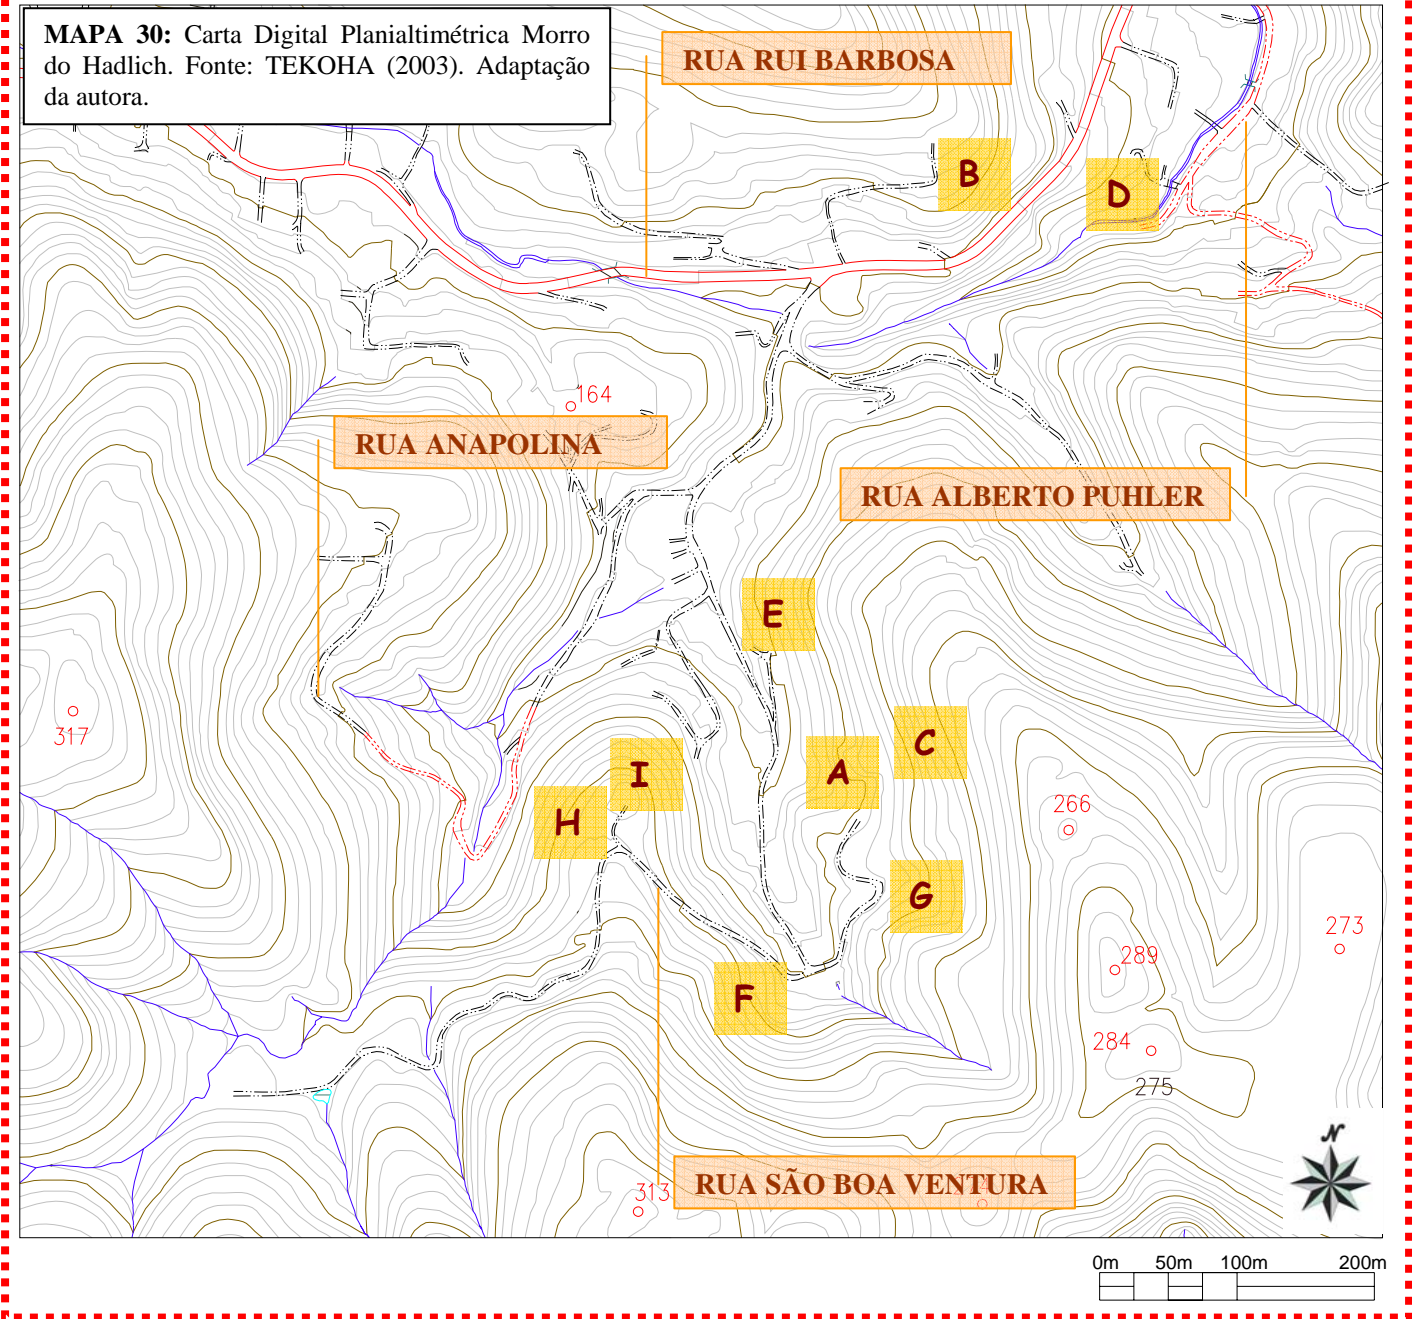 MAPA 30: Carta Digital Planialtimétrica Morro
do Hadlich. Fonte: TEKOHA (2003). Adaptação
da autora.
RUA RUI BARBOSA
B
D
164
RUA ANAPOLINA
RUA ALBERTO PUHLER
E
317
C
I
A
266
H
G
273
289
F
284
275
N
313
RUA SÃO BOA VENTURA
0m 50m 100m 200m